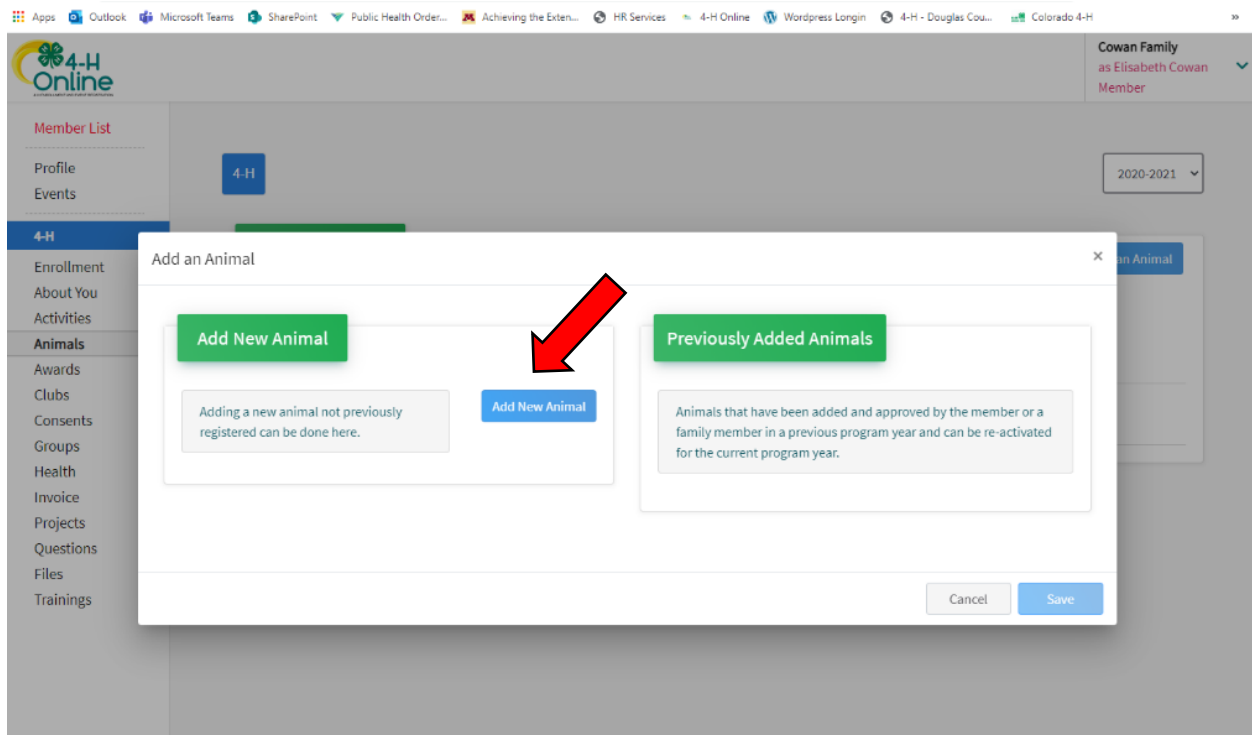 Apps Outlook Microsoft Teams SharePoint Public Health Order... Achieving the Exten... HR Services 4-H Online Wordpress Longin 4-H - Douglas Cou... Colorado 4-H »
4-H
Online
Cowan Family
as Elisabeth Cowan
Member
Member List
Profile
Events
4-H
Enrollment
About You
Activities
Animals
Awards
Clubs
Consents
Groups
Health
Invoice
Projects
Questions
Files
Trainings
4-H
2020-2021
an Animal
Add an Animal ×
Add New Animal
Adding a new animal not previously
registered can be done here.
Add New Animal
Previously Added Animals
Animals that have been added and approved by the member or a
family member in a previous program year and can be re-activated
for the current program year.
Cancel Save